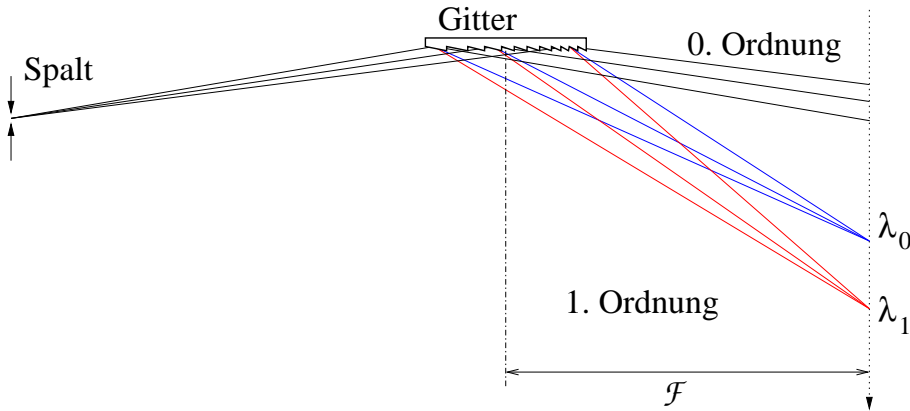 Gitter
0. Ordnung
Spalt
λ₀
1. Ordnung
λ₁
ℱ